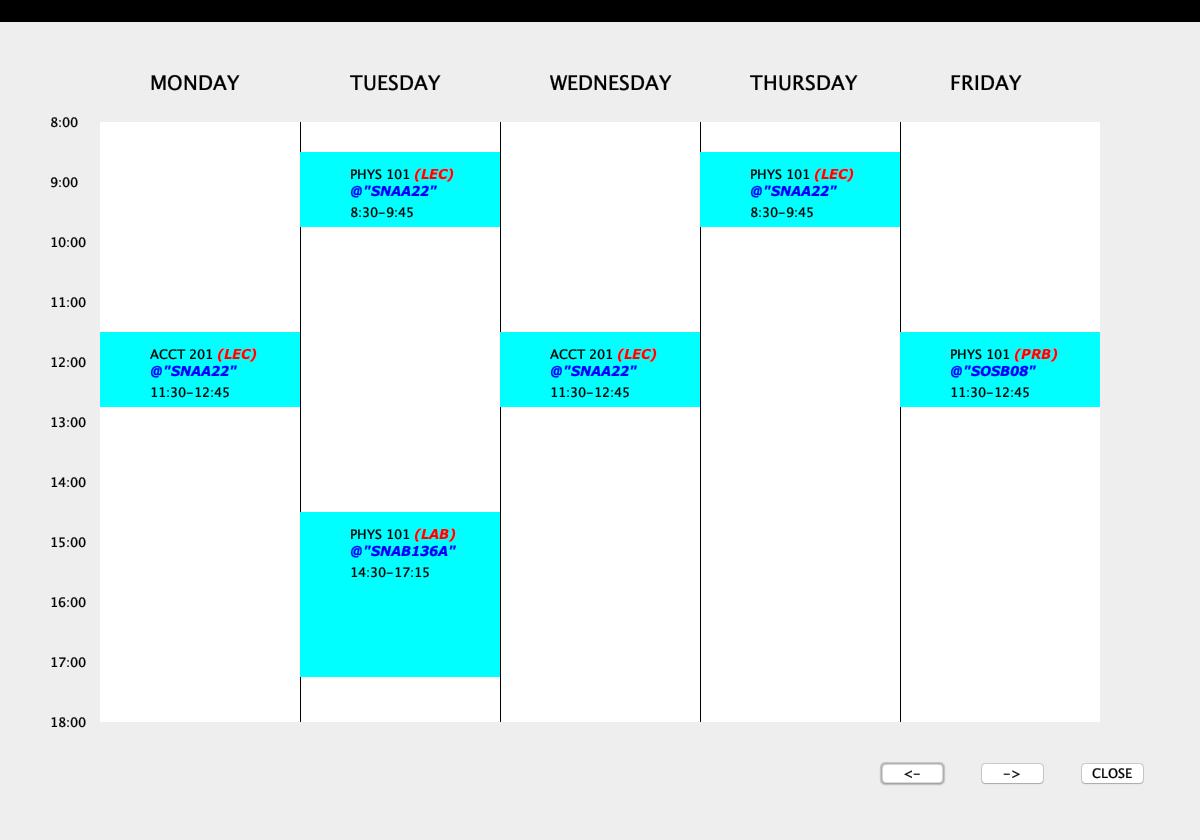 MONDAY TUESDAY WEDNESDAY THURSDAY FRIDAY
8:00
PHYS 101 (LEC)
@"SNAA22"
8:30-9:45
PHYS 101 (LEC)
@"SNAA22"
8:30-9:45
9:00
10:00
11:00
ACCT 201 (LEC)
@"SNAA22"
11:30-12:45
ACCT 201 (LEC)
@"SNAA22"
11:30-12:45
PHYS 101 (PRB)
@"SOSB08"
11:30-12:45
12:00
13:00
14:00
PHYS 101 (LAB)
@"SNAB136A"
14:30-17:15
15:00
16:00
17:00
18:00
<- -> CLOSE